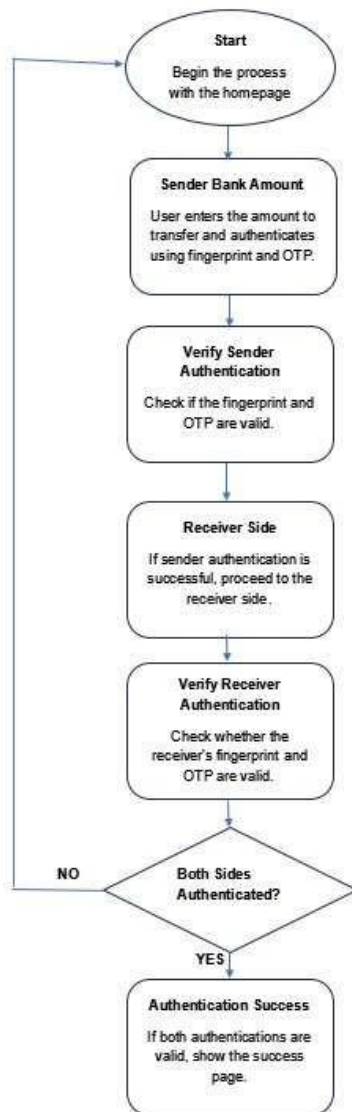 Start
Begin the process
with the homepage
Sender Bank Amount
User enters the amount to
transfer and authenticates
using fingerprint and OTP.
Verify Sender
Authentication
Check if the fingerprint and
OTP are valid.
Receiver Side
If sender authentication is
successful, proceed to the
receiver side.
Verify Receiver
Authentication
Check whether the
receiver's fingerprint and
OTP are valid.
NO
Both Sides
Authenticated?
YES
Authentication Success
If both authentications are
valid, show the success
page.